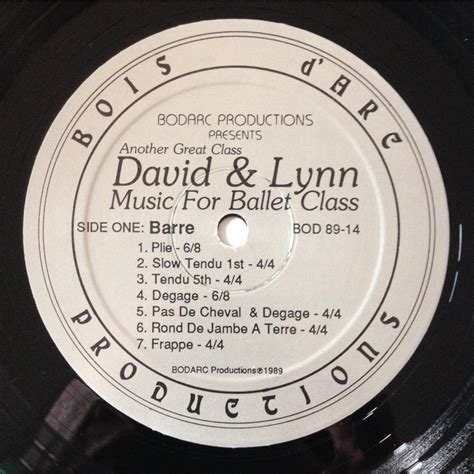 BOIS d'ARC
BODARC PRODUCTIONS
PRESENTS
Another Great Class
David & Lynn
Music For Ballet Class
SIDE ONE: Barre BOD 89-14
1. Plie - 6/8
2. Slow Tendu 1st - 4/4
3. Tendu 5th - 4/4
4. Degage - 6/8
5. Pas De Cheval & Degage - 4/4
6. Rond De Jambe A Terre - 4/4
7. Frappe - 4/4
BODARC Productions℗1989
PRODUCTIONS